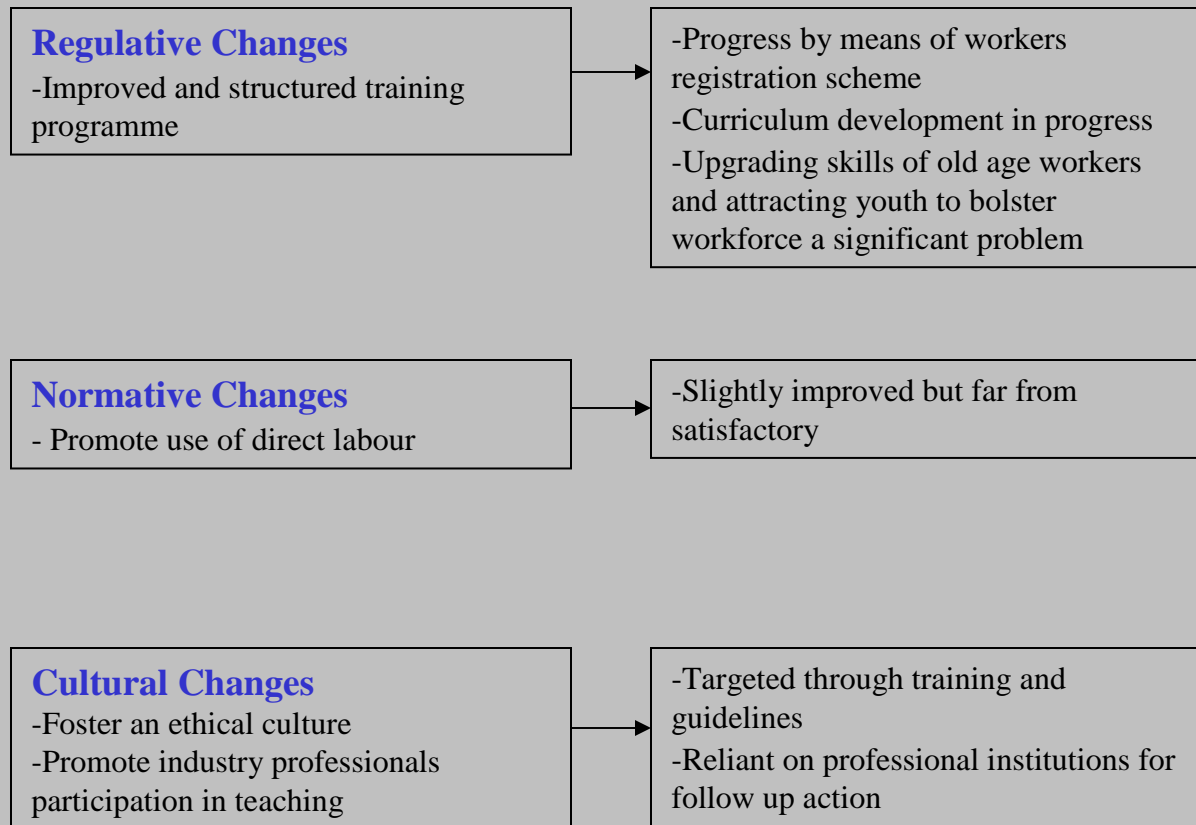 Regulative Changes
-Improved and structured training
programme
-Progress by means of workers
registration scheme
-Curriculum development in progress
-Upgrading skills of old age workers
and attracting youth to bolster
workforce a significant problem
Normative Changes
- Promote use of direct labour
-Slightly improved but far from
satisfactory
Cultural Changes
-Foster an ethical culture
-Promote industry professionals
participation in teaching
-Targeted through training and
guidelines
-Reliant on professional institutions for
follow up action